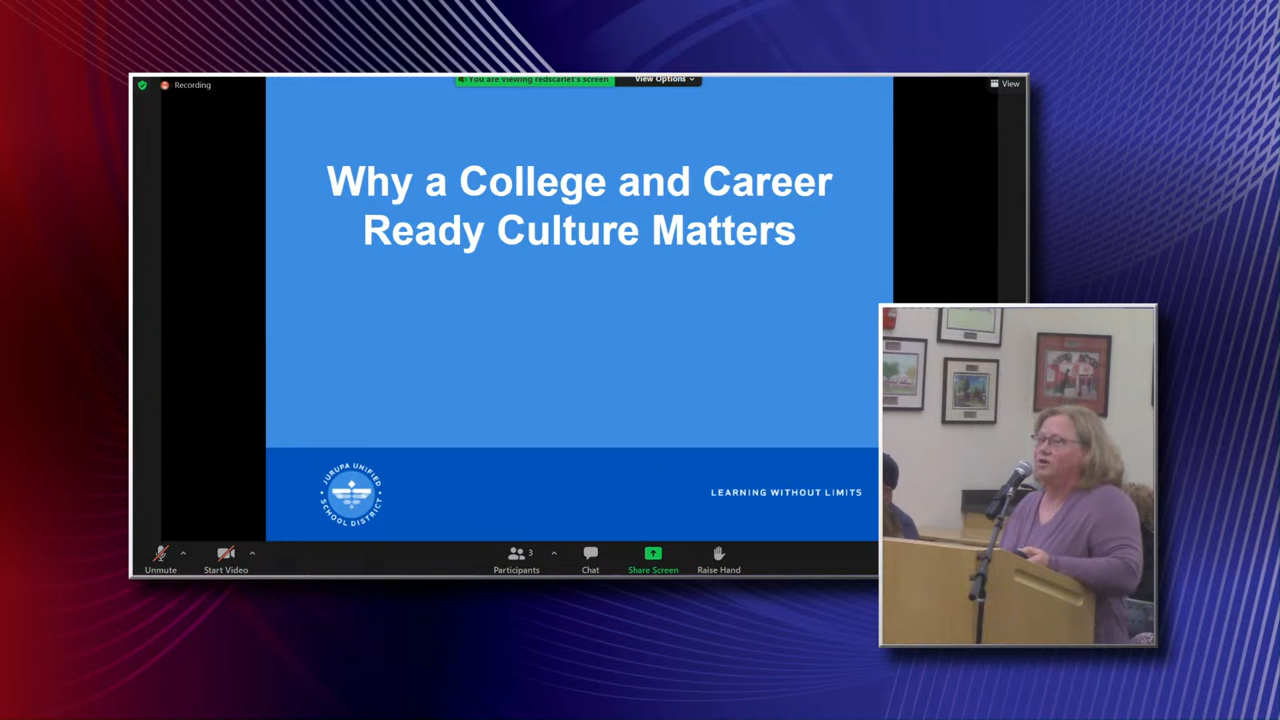 You are viewing redscarlet's screen
View Options
Recording
View
Why a College and Career
Ready Culture Matters
JURUPA UNIFIED
SCHOOL DISTRICT
LEARNING WITHOUT LIMITS
Unmute
Start Video
3
Participants
Chat
Share Screen
Raise Hand